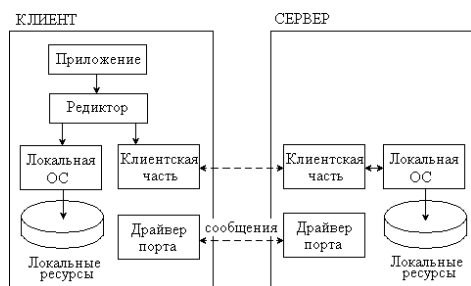 КЛИЕНТ
СЕРВЕР
Приложение
Редиктор
Локальная
ОС
Клиентская
часть
Клиентская
часть
Локальная
ОС
Драйвер
порта
сообщения
Драйвер
порта
Локальные
ресурсы
Локальные
ресурсы